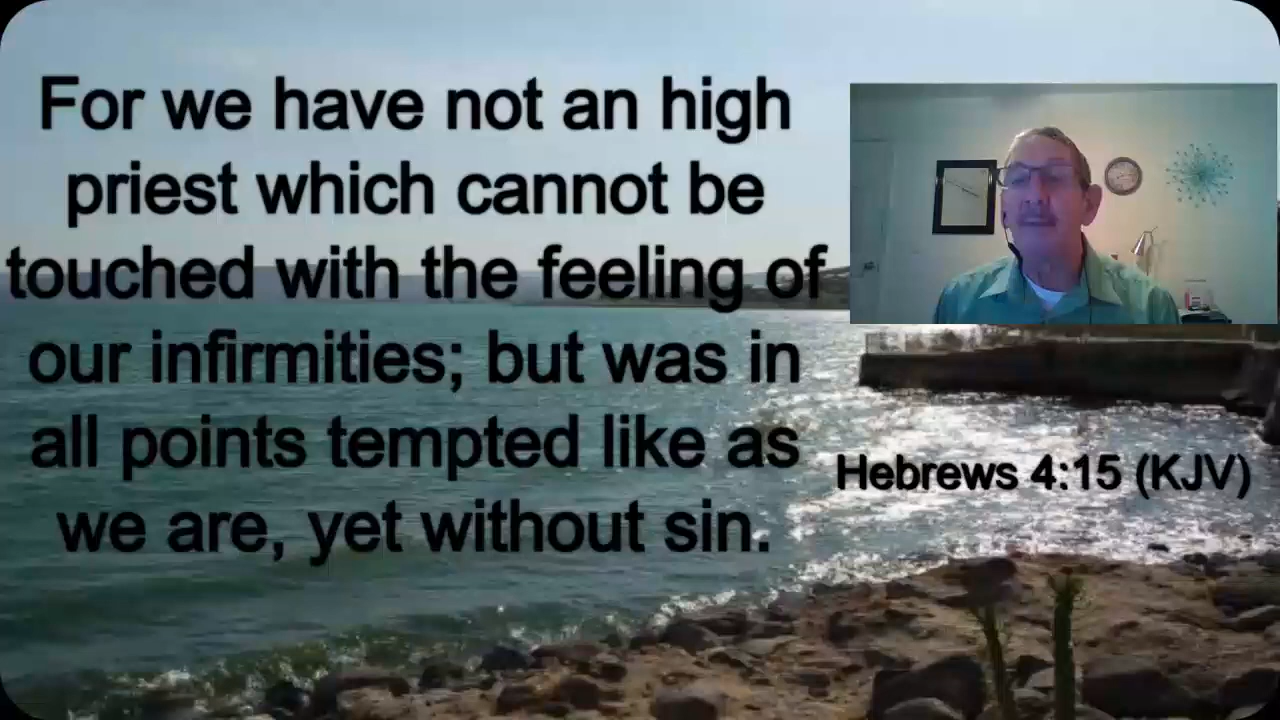 For we have not an high
priest which cannot be
touched with the feeling of
our infirmities; but was in
all points tempted like as
we are, yet without sin.
Hebrews 4:15 (KJV)